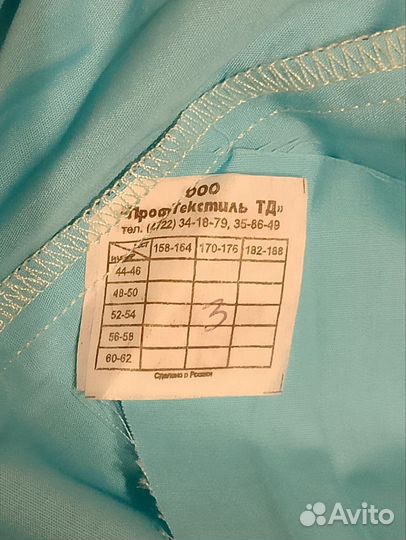 ООО
"ПрофТекстиль ТД"
тел. (4722) 34-18-79, 35-86-49
158-164 170-176 182-188
44-46
48-50
52-54 3
56-58
60-62
Сделано в России
Avito